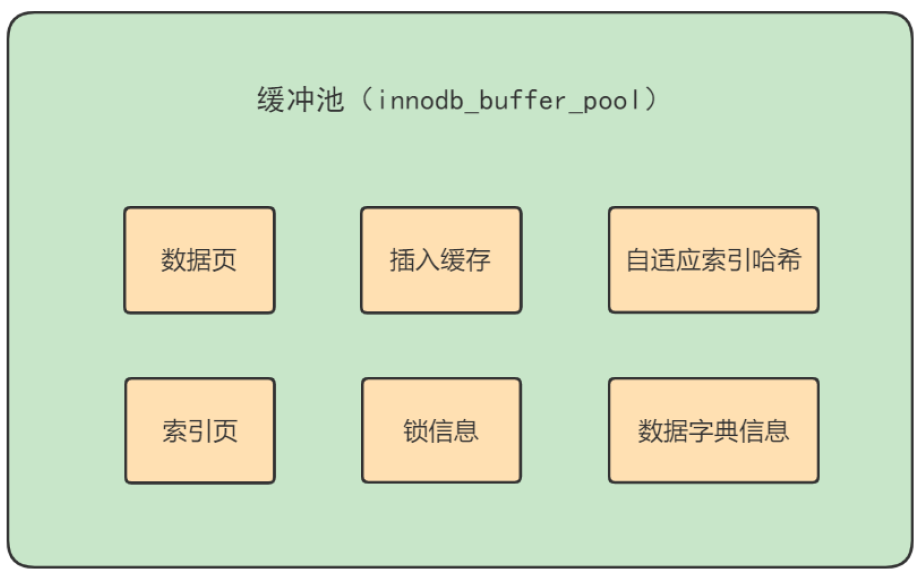 缓冲池（innodb_buffer_pool）
数据页
插入缓存
自适应索引哈希
索引页
锁信息
数据字典信息